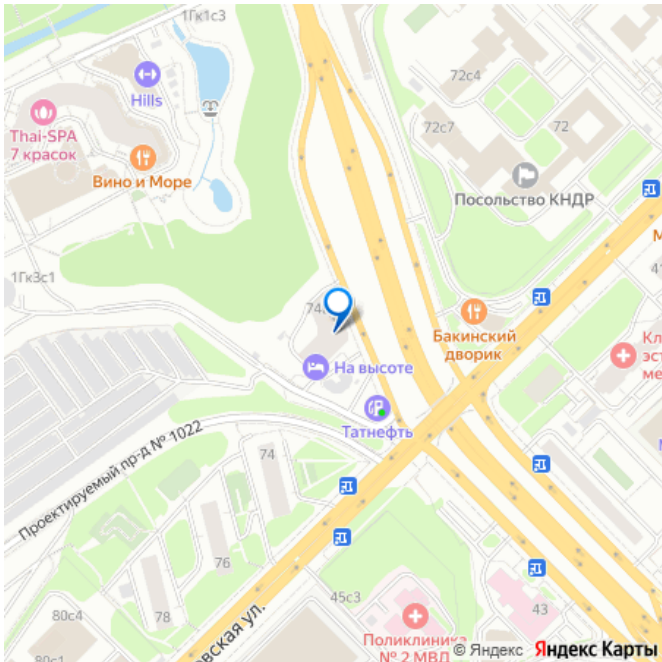 1Гк1с3
72с4
Hills
Thai-SPA
7 красок
72с7
72
Вино и Море
Посольство КНДР
1Гк3с1
Бакинский
дворик
На высоте
Татнефть
Проектируемый пр-д № 1022
74
76
78
80с4
80с1
45с3
43
вская ул.
Поликлиника
№ 2 МВД
© Яндекс Яндекс Карты